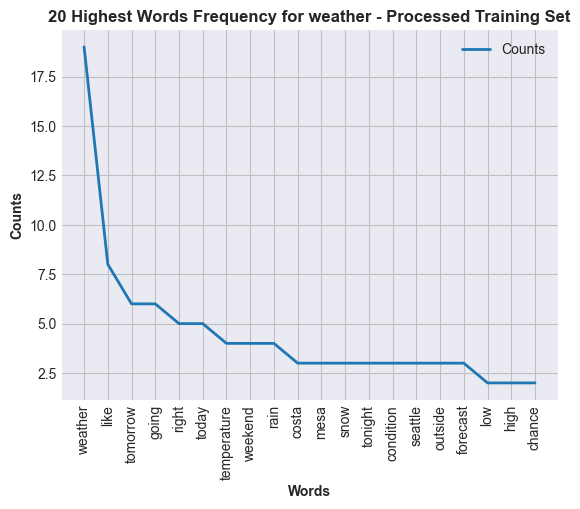 20 Highest Words Frequency for weather - Processed Training Set
Counts
17.5
15.0
12.5
10.0
7.5
5.0
2.5
Counts
weather
like
tomorrow
going
right
today
temperature
weekend
rain
costa
mesa
snow
tonight
condition
seattle
outside
forecast
low
high
chance
Words